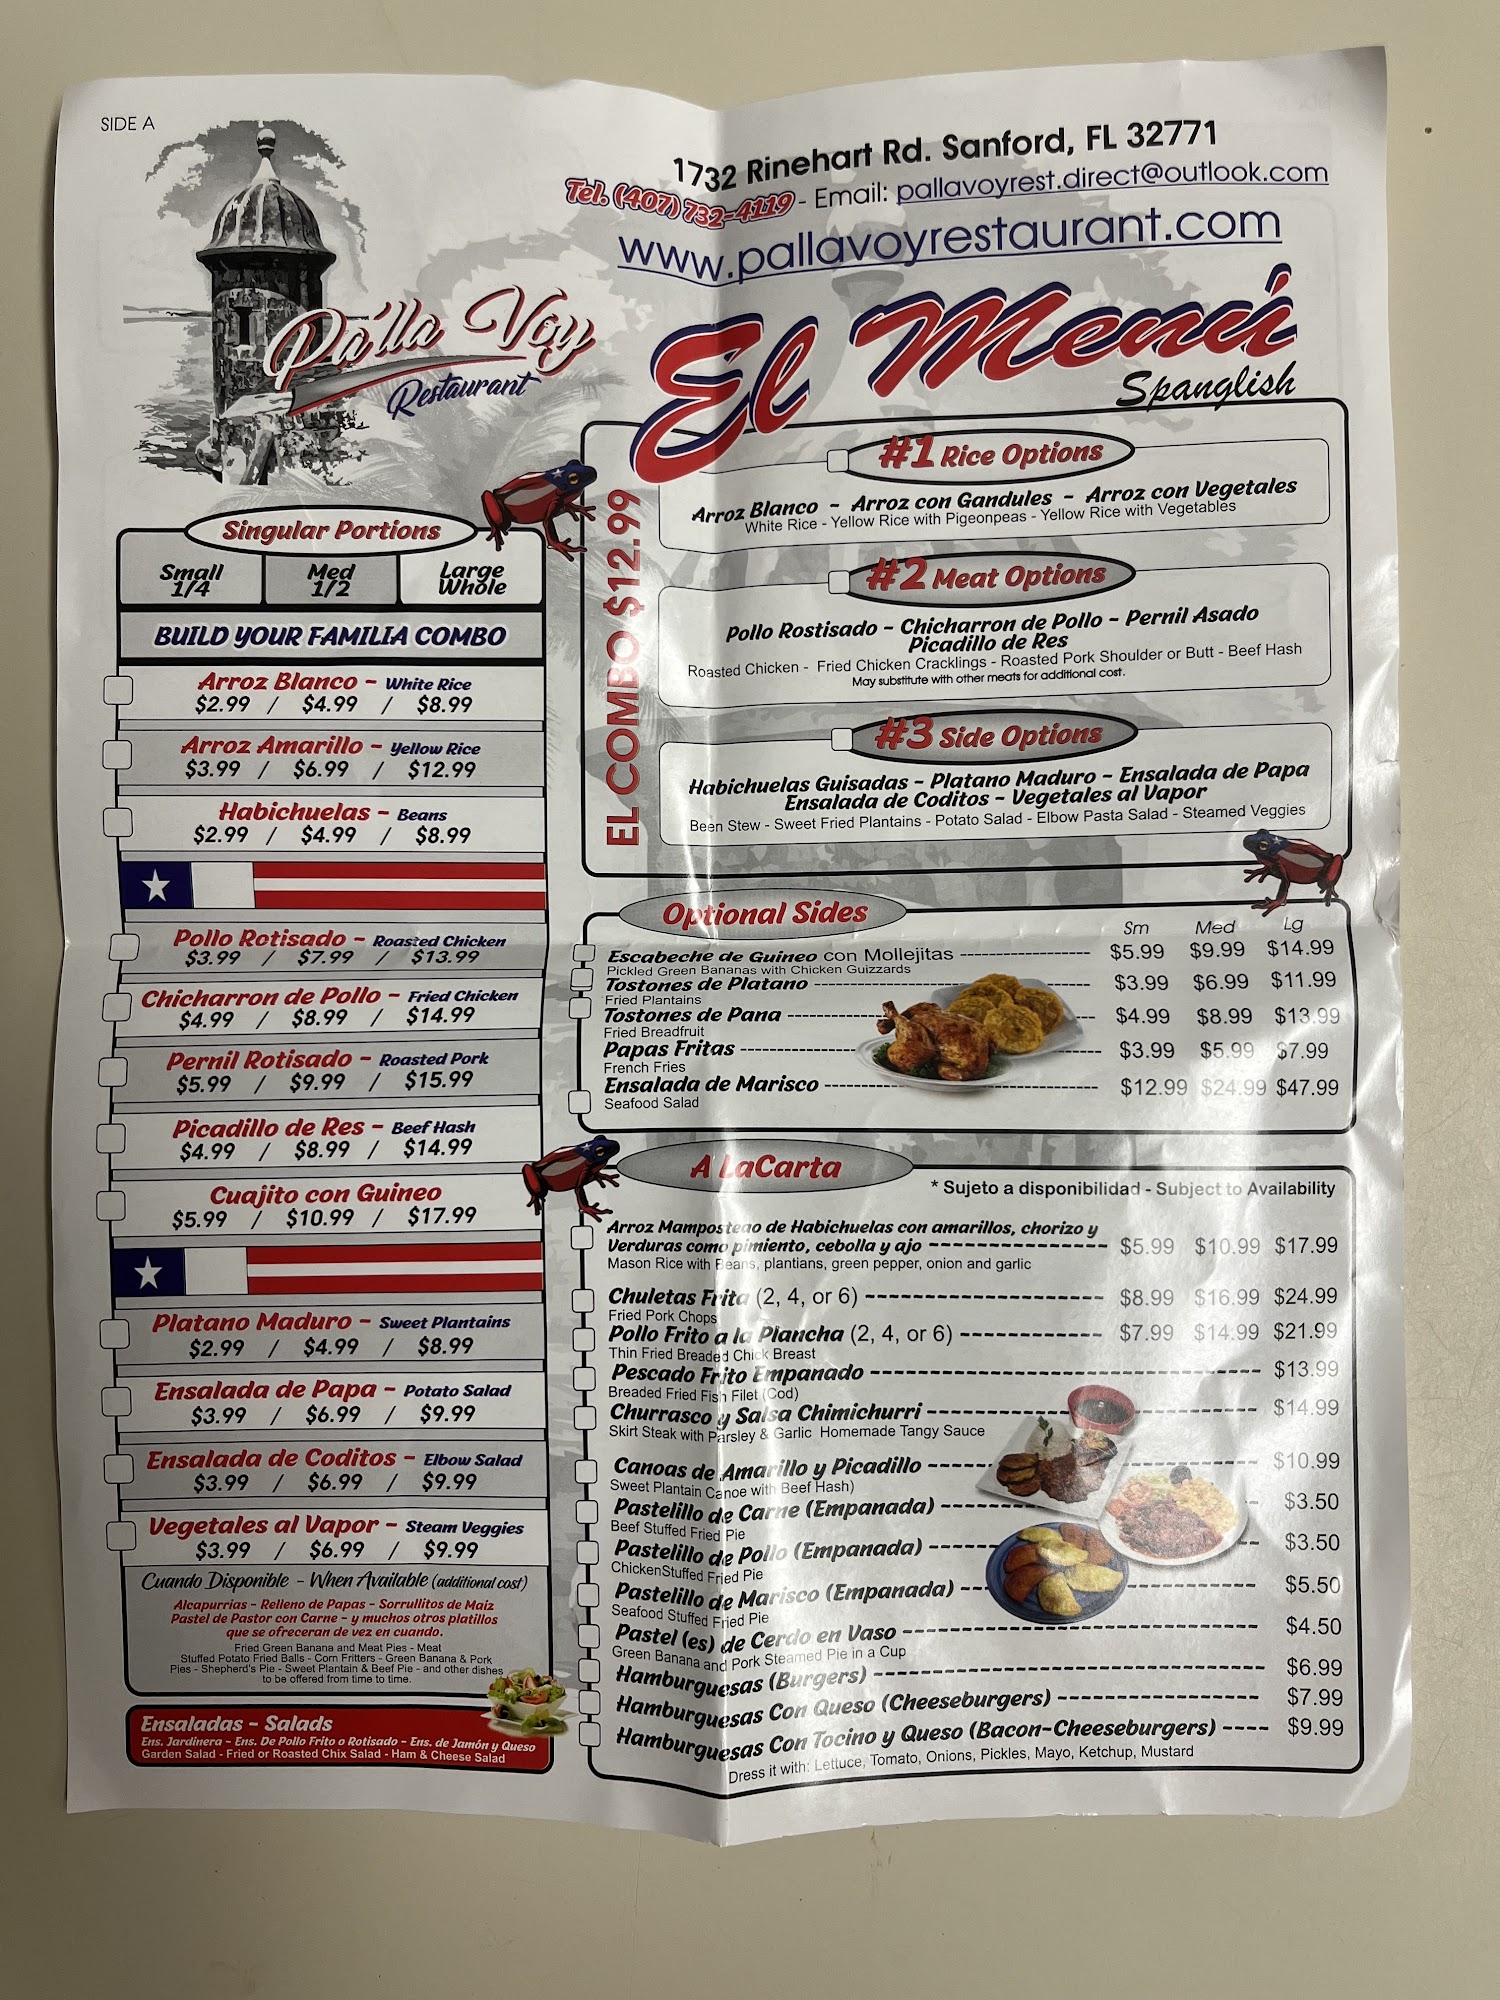 SIDE A
1732 Rinehart Rd. Sanford, FL 32771
Tel. (407) 732-4119 - Email: pallavoyrest.direct@outlook.com
www.pallavoyrestaurant.com
Pa'lla Voy
Restaurant
El Menú
Spanglish
Singular Portions
Small 1/4 Med 1/2 Large Whole
BUILD YOUR FAMILIA COMBO
Arroz Blanco - White Rice
$2.99 / $4.99 / $8.99
Arroz Amarillo - Yellow Rice
$3.99 / $6.99 / $12.99
Habichuelas - Beans
$2.99 / $4.99 / $8.99
Pollo Rotisado - Roasted Chicken
$3.99 / $7.99 / $13.99
Chicharron de Pollo - Fried Chicken
$4.99 / $8.99 / $14.99
Pernil Rotisado - Roasted Pork
$5.99 / $9.99 / $15.99
Picadillo de Res - Beef Hash
$4.99 / $8.99 / $14.99
Cuajito con Guineo
$5.99 / $10.99 / $17.99
Platano Maduro - Sweet Plantains
$2.99 / $4.99 / $8.99
Ensalada de Papa - Potato Salad
$3.99 / $6.99 / $9.99
Ensalada de Coditos - Elbow Salad
$3.99 / $6.99 / $9.99
Vegetales al Vapor - Steam Veggies
$3.99 / $6.99 / $9.99
Cuando Disponible - When Available (additional cost)
Alcapurrias - Relleno de Papas - Sorrullitos de Maiz
Pastel de Pastor con Carne - y muchos otros platillos
que se ofreceran de vez en cuando.
Fried Green Banana and Meat Pies - Meat
Stuffed Potato Fried Balls - Corn Fritters - Green Banana & Pork
Pies - Shepherd's Pie - Sweet Plantain & Beef Pie - and other dishes
to be offered from time to time.
Ensaladas - Salads
Ens. Jardinera - Ens. De Pollo Frito o Rotisado - Ens. de Jamón y Queso
Garden Salad - Fried or Roasted Chix Salad - Ham & Cheese Salad
EL COMBO $12.99
#1 Rice Options
Arroz Blanco - Arroz con Gandules - Arroz con Vegetales
White Rice - Yellow Rice with Pigeonpeas - Yellow Rice with Vegetables
#2 Meat Options
Pollo Rostisado - Chicharron de Pollo - Pernil Asado
Picadillo de Res
Roasted Chicken - Fried Chicken Cracklings - Roasted Pork Shoulder or Butt - Beef Hash
May substitute with other meats for additional cost.
#3 Side Options
Habichuelas Guisadas - Platano Maduro - Ensalada de Papa
Ensalada de Coditos - Vegetales al Vapor
Been Stew - Sweet Fried Plantains - Potato Salad - Elbow Pasta Salad - Steamed Veggies
Optional Sides
Sm Med Lg
Escabeche de Guineo con Mollejitas $5.99 $9.99 $14.99
Pickled Green Bananas with Chicken Guizzards
Tostones de Platano $3.99 $6.99 $11.99
Fried Plantains
Tostones de Pana $4.99 $8.99 $13.99
Fried Breadfruit
Papas Fritas $3.99 $5.99 $7.99
French Fries
Ensalada de Marisco $12.99 $24.99 $47.99
Seafood Salad
A LaCarta
* Sujeto a disponibilidad - Subject to Availability
Arroz Mamposteao de Habichuelas con amarillos, chorizo y
Verduras como pimiento, cebolla y ajo $5.99 $10.99 $17.99
Mason Rice with Beans, plantians, green pepper, onion and garlic
Chuletas Frita (2, 4, or 6) $8.99 $16.99 $24.99
Fried Pork Chops
Pollo Frito a la Plancha (2, 4, or 6) $7.99 $14.99 $21.99
Thin Fried Breaded Chick Breast
Pescado Frito Empanado $13.99
Breaded Fried Fish Filet (Cod)
Churrasco y Salsa Chimichurri $14.99
Skirt Steak with Parsley & Garlic Homemade Tangy Sauce
Canoas de Amarillo y Picadillo $10.99
Sweet Plantain Canoe with Beef Hash)
Pastelillo de Carne (Empanada) $3.50
Beef Stuffed Fried Pie
Pastelillo de Pollo (Empanada) $3.50
ChickenStuffed Fried Pie
Pastelillo de Marisco (Empanada) $5.50
Seafood Stuffed Fried Pie
Pastel (es) de Cerdo en Vaso $4.50
Green Banana and Pork Steamed Pie in a Cup
Hamburguesas (Burgers) $6.99
Hamburguesas Con Queso (Cheeseburgers) $7.99
Hamburguesas Con Tocino y Queso (Bacon-Cheeseburgers) $9.99
Dress it with: Lettuce, Tomato, Onions, Pickles, Mayo, Ketchup, Mustard